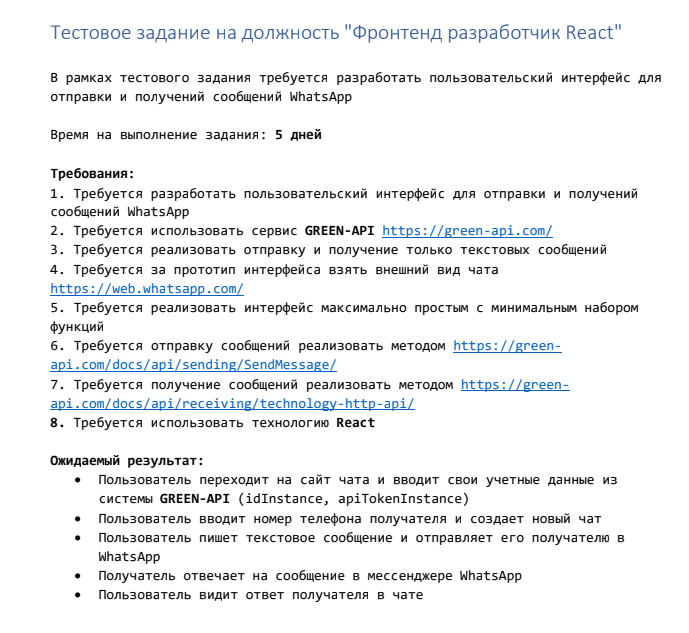 Тестовое задание на должность "Фронтенд разработчик React"
В рамках тестового задания требуется разработать пользовательский интерфейс для
отправки и получений сообщений WhatsApp
Время на выполнение задания: 5 дней
Требования:
1. Требуется разработать пользовательский интерфейс для отправки и получений
сообщений WhatsApp
2. Требуется использовать сервис GREEN-API https://green-api.com/
3. Требуется реализовать отправку и получение только текстовых сообщений
4. Требуется за прототип интерфейса взять внешний вид чата
https://web.whatsapp.com/
5. Требуется реализовать интерфейс максимально простым с минимальным набором
функций
6. Требуется отправку сообщений реализовать методом https://green-
api.com/docs/api/sending/SendMessage/
7. Требуется получение сообщений реализовать методом https://green-
api.com/docs/api/receiving/technology-http-api/
8. Требуется использовать технологию React
Ожидаемый результат:
• Пользователь переходит на сайт чата и вводит свои учетные данные из
системы GREEN-API (idInstance, apiTokenInstance)
• Пользователь вводит номер телефона получателя и создает новый чат
• Пользователь пишет текстовое сообщение и отправляет его получателю в
WhatsApp
• Получатель отвечает на сообщение в мессенджере WhatsApp
• Пользователь видит ответ получателя в чате